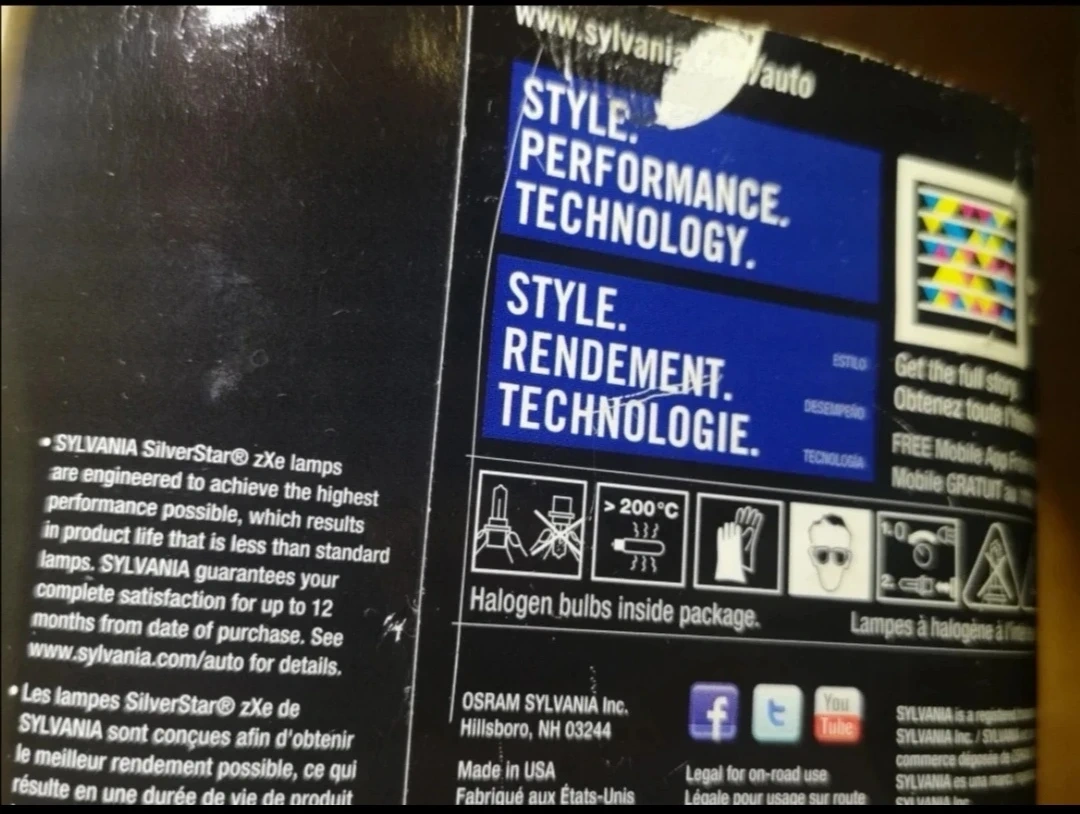 www.sylvania.com/auto
STYLE.
PERFORMANCE.
TECHNOLOGY.
STYLE.
RENDEMENT.
TECHNOLOGIE.
ESTILO
DESEMPEÑO
TECNOLOGÍA
Get the full story
Obtenez toute
FREE Mobile App
Mobile GRATUIT au
• SYLVANIA SilverStar® zXe lamps
are engineered to achieve the highest
performance possible, which results
in product life that is less than standard
lamps. SYLVANIA guarantees your
complete satisfaction for up to 12
months from date of purchase. See
www.sylvania.com/auto for details.
• Les lampes SilverStar® zXe de
SYLVANIA sont conçues afin d'obtenir
le meilleur rendement possible, ce qui
résulte en une durée de vie de produit
> 200°C
1.
2.
Halogen bulbs inside package.
Lampes à halogène à
OSRAM SYLVANIA Inc.
Hillsboro, NH 03244
Made in USA
Fabriqué aux États-Unis
f
t
You
Tube
Legal for on-road use
Légale pour usage sur route
SYLVANIA is a registered
SYLVANIA Inc. / SYLVANIA
commerce déposée de
SYLVANIA es una marca
SYLVANIA Inc.